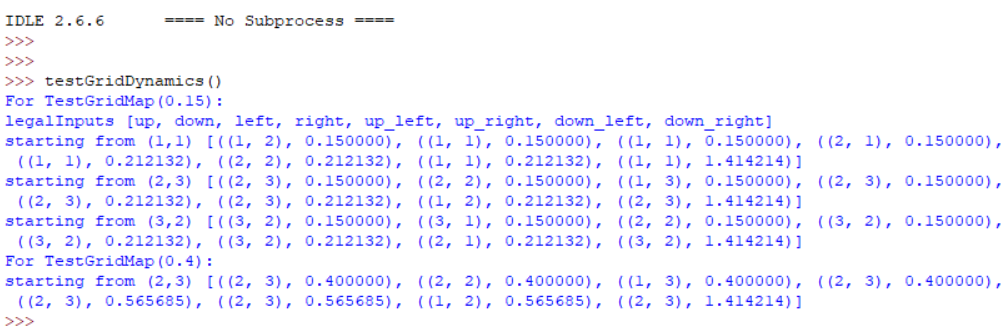 IDLE 2.6.6      ==== No Subprocess ====
>>>
>>>
>>> testGridDynamics()
For TestGridMap(0.15):
legalInputs [up, down, left, right, up_left, up_right, down_left, down_right]
starting from (1,1) [((1, 2), 0.150000), ((1, 1), 0.150000), ((1, 1), 0.150000), ((2, 1), 0.150000),
 ((1, 1), 0.212132), ((2, 2), 0.212132), ((1, 1), 0.212132), ((1, 1), 1.414214)]
starting from (2,3) [((2, 3), 0.150000), ((2, 2), 0.150000), ((1, 3), 0.150000), ((2, 3), 0.150000),
 ((2, 3), 0.212132), ((2, 3), 0.212132), ((1, 2), 0.212132), ((2, 3), 1.414214)]
starting from (3,2) [((3, 2), 0.150000), ((3, 1), 0.150000), ((2, 2), 0.150000), ((3, 2), 0.150000),
 ((3, 2), 0.212132), ((3, 2), 0.212132), ((2, 1), 0.212132), ((3, 2), 1.414214)]
For TestGridMap(0.4):
starting from (2,3) [((2, 3), 0.400000), ((2, 2), 0.400000), ((1, 3), 0.400000), ((2, 3), 0.400000),
 ((2, 3), 0.565685), ((2, 3), 0.565685), ((1, 2), 0.565685), ((2, 3), 1.414214)]
>>>